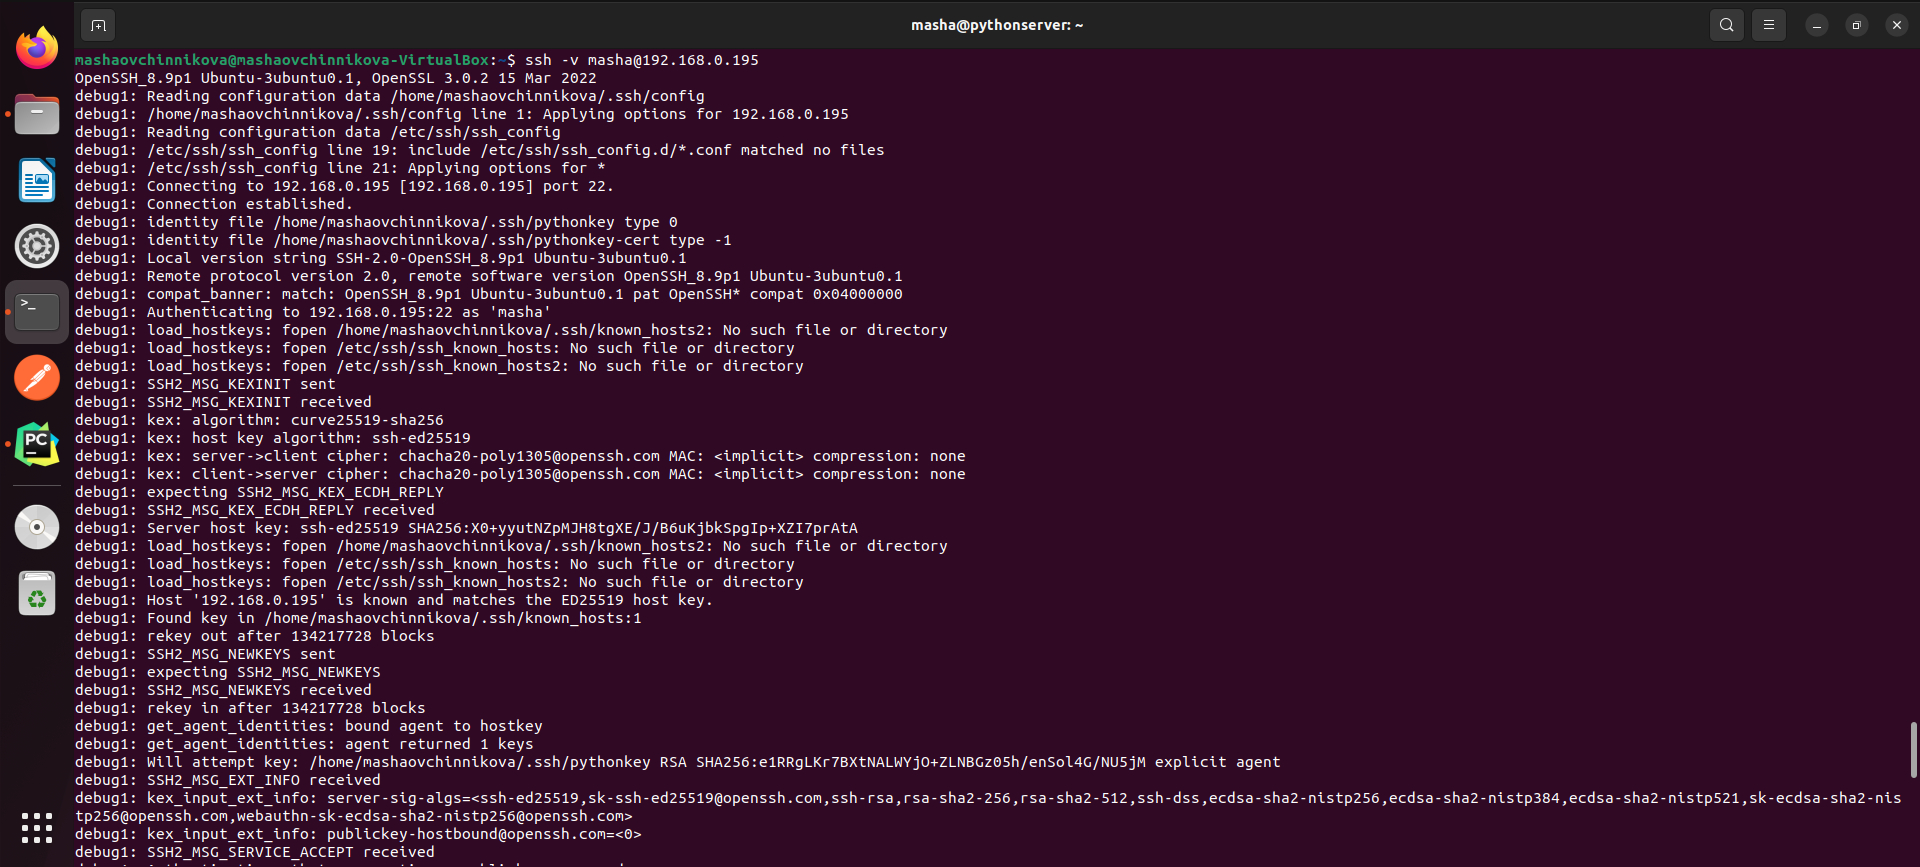 masha@pythonserver: ~
mashaovchinnikova@mashaovchinnikova-VirtualBox:~$ ssh -v masha@192.168.0.195
OpenSSH_8.9p1 Ubuntu-3ubuntu0.1, OpenSSL 3.0.2 15 Mar 2022
debug1: Reading configuration data /home/mashaovchinnikova/.ssh/config
debug1: /home/mashaovchinnikova/.ssh/config line 1: Applying options for 192.168.0.195
debug1: Reading configuration data /etc/ssh/ssh_config
debug1: /etc/ssh/ssh_config line 19: include /etc/ssh/ssh_config.d/*.conf matched no files
debug1: /etc/ssh/ssh_config line 21: Applying options for *
debug1: Connecting to 192.168.0.195 [192.168.0.195] port 22.
debug1: Connection established.
debug1: identity file /home/mashaovchinnikova/.ssh/pythonkey type 0
debug1: identity file /home/mashaovchinnikova/.ssh/pythonkey-cert type -1
debug1: Local version string SSH-2.0-OpenSSH_8.9p1 Ubuntu-3ubuntu0.1
debug1: Remote protocol version 2.0, remote software version OpenSSH_8.9p1 Ubuntu-3ubuntu0.1
debug1: compat_banner: match: OpenSSH_8.9p1 Ubuntu-3ubuntu0.1 pat OpenSSH* compat 0x04000000
debug1: Authenticating to 192.168.0.195:22 as 'masha'
debug1: load_hostkeys: fopen /home/mashaovchinnikova/.ssh/known_hosts2: No such file or directory
debug1: load_hostkeys: fopen /etc/ssh/ssh_known_hosts: No such file or directory
debug1: load_hostkeys: fopen /etc/ssh/ssh_known_hosts2: No such file or directory
debug1: SSH2_MSG_KEXINIT sent
debug1: SSH2_MSG_KEXINIT received
debug1: kex: algorithm: curve25519-sha256
debug1: kex: host key algorithm: ssh-ed25519
debug1: kex: server->client cipher: chacha20-poly1305@openssh.com MAC: <implicit> compression: none
debug1: kex: client->server cipher: chacha20-poly1305@openssh.com MAC: <implicit> compression: none
debug1: expecting SSH2_MSG_KEX_ECDH_REPLY
debug1: SSH2_MSG_KEX_ECDH_REPLY received
debug1: Server host key: ssh-ed25519 SHA256:X0+yyutNZpMJH8tgXE/J/B6uKjbkSpgIp+XZI7prAtA
debug1: load_hostkeys: fopen /home/mashaovchinnikova/.ssh/known_hosts2: No such file or directory
debug1: load_hostkeys: fopen /etc/ssh/ssh_known_hosts: No such file or directory
debug1: load_hostkeys: fopen /etc/ssh/ssh_known_hosts2: No such file or directory
debug1: Host '192.168.0.195' is known and matches the ED25519 host key.
debug1: Found key in /home/mashaovchinnikova/.ssh/known_hosts:1
debug1: rekey out after 134217728 blocks
debug1: SSH2_MSG_NEWKEYS sent
debug1: expecting SSH2_MSG_NEWKEYS
debug1: SSH2_MSG_NEWKEYS received
debug1: rekey in after 134217728 blocks
debug1: get_agent_identities: bound agent to hostkey
debug1: get_agent_identities: agent returned 1 keys
debug1: Will attempt key: /home/mashaovchinnikova/.ssh/pythonkey RSA SHA256:e1RRgLKr7BXtNALWYjO+ZLNBGz05h/enSol4G/NU5jM explicit agent
debug1: SSH2_MSG_EXT_INFO received
debug1: kex_input_ext_info: server-sig-algs=<ssh-ed25519,sk-ssh-ed25519@openssh.com,ssh-rsa,rsa-sha2-256,rsa-sha2-512,ssh-dss,ecdsa-sha2-nistp256,ecdsa-sha2-nistp384,ecdsa-sha2-nistp521,sk-ecdsa-sha2-nis
tp256@openssh.com,webauthn-sk-ecdsa-sha2-nistp256@openssh.com>
debug1: kex_input_ext_info: publickey-hostbound@openssh.com=<0>
debug1: SSH2_MSG_SERVICE_ACCEPT received
PC